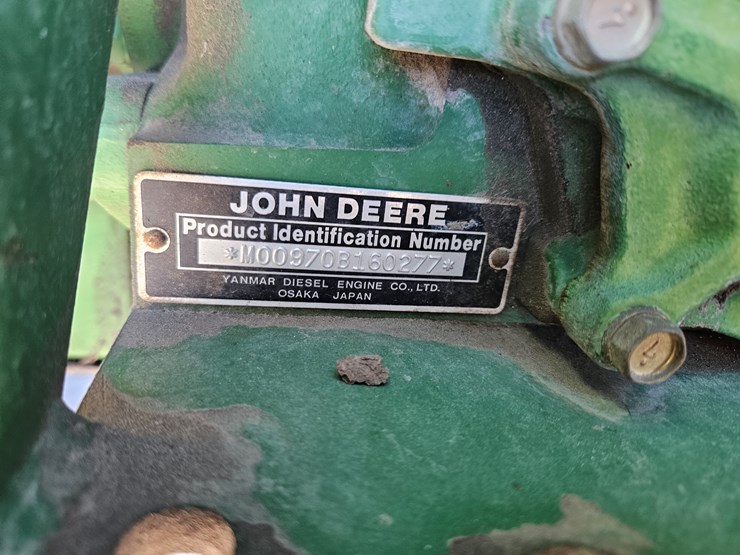 JOHN DEERE
Product Identification Number
*M00970B160277*
YANMAR DIESEL ENGINE CO., LTD.
OSAKA JAPAN